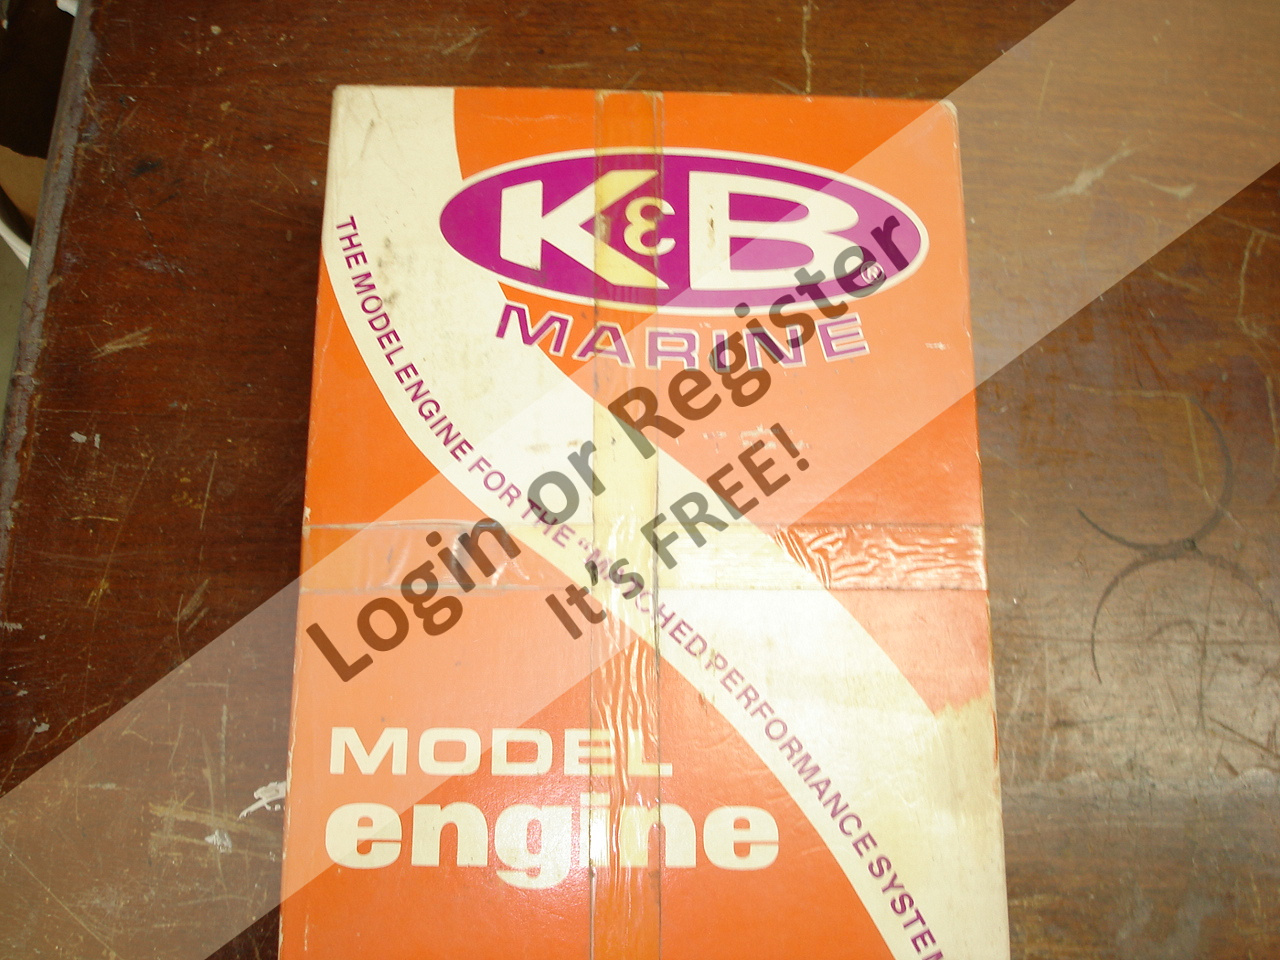 K&B®
MARINE
THE MODEL ENGINE FOR THE "MATCHED PERFORMANCE SYSTEM
Login or Register
It's FREE!
MODEL
engine